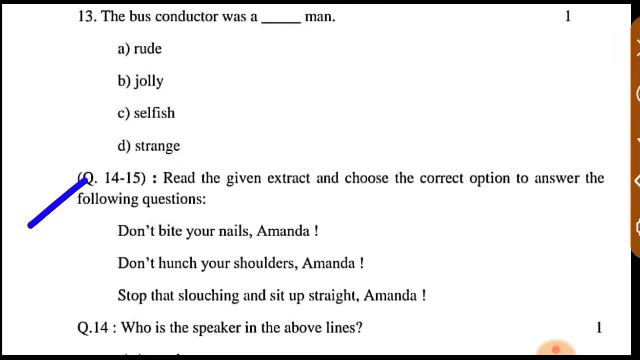 13. The bus conductor was a _____ man. 1
a) rude
b) jolly
c) selfish
d) strange
(Q. 14-15) : Read the given extract and choose the correct option to answer the
following questions:
Don't bite your nails, Amanda !
Don't hunch your shoulders, Amanda !
Stop that slouching and sit up straight, Amanda !
Q.14 : Who is the speaker in the above lines? 1